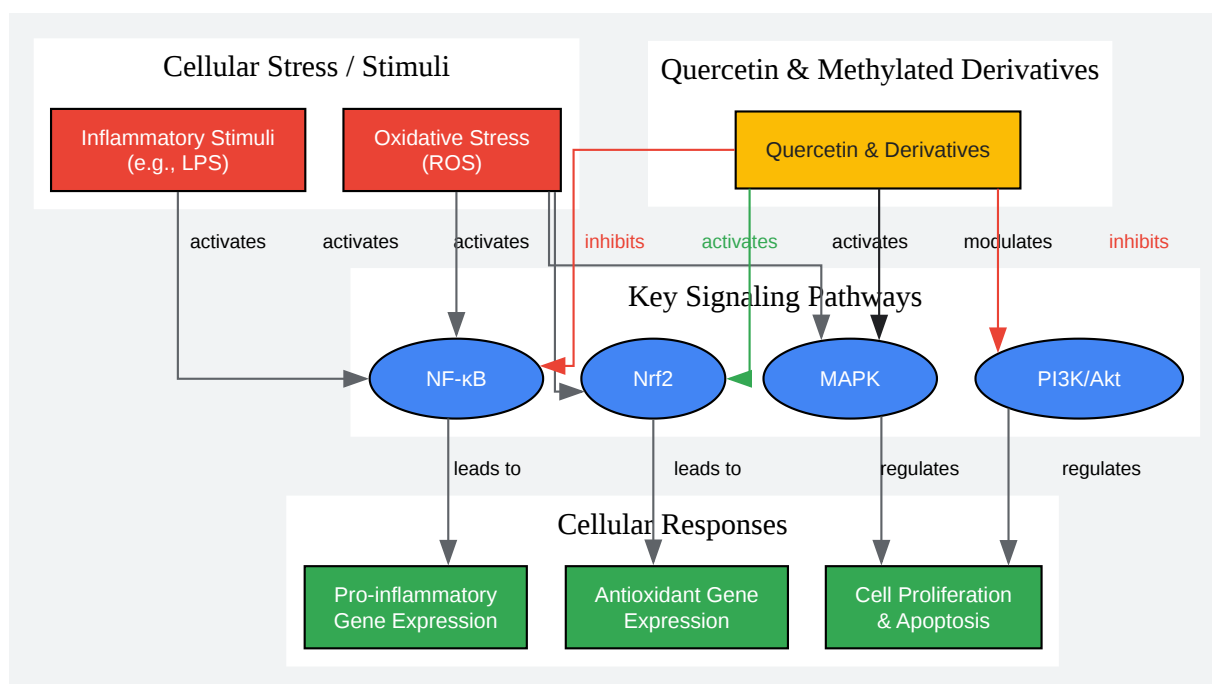 Cellular Stress / Stimuli
Quercetin & Methylated Derivatives
Inflammatory Stimuli
(e.g., LPS)
Oxidative Stress
(ROS)
Quercetin & Derivatives
activates
activates
activates
inhibits
activates
activates
modulates
inhibits
Key Signaling Pathways
NF-κB
Nrf2
MAPK
PI3K/Akt
leads to
leads to
regulates
regulates
Cellular Responses
Pro-inflammatory
Gene Expression
Antioxidant Gene
Expression
Cell Proliferation
& Apoptosis